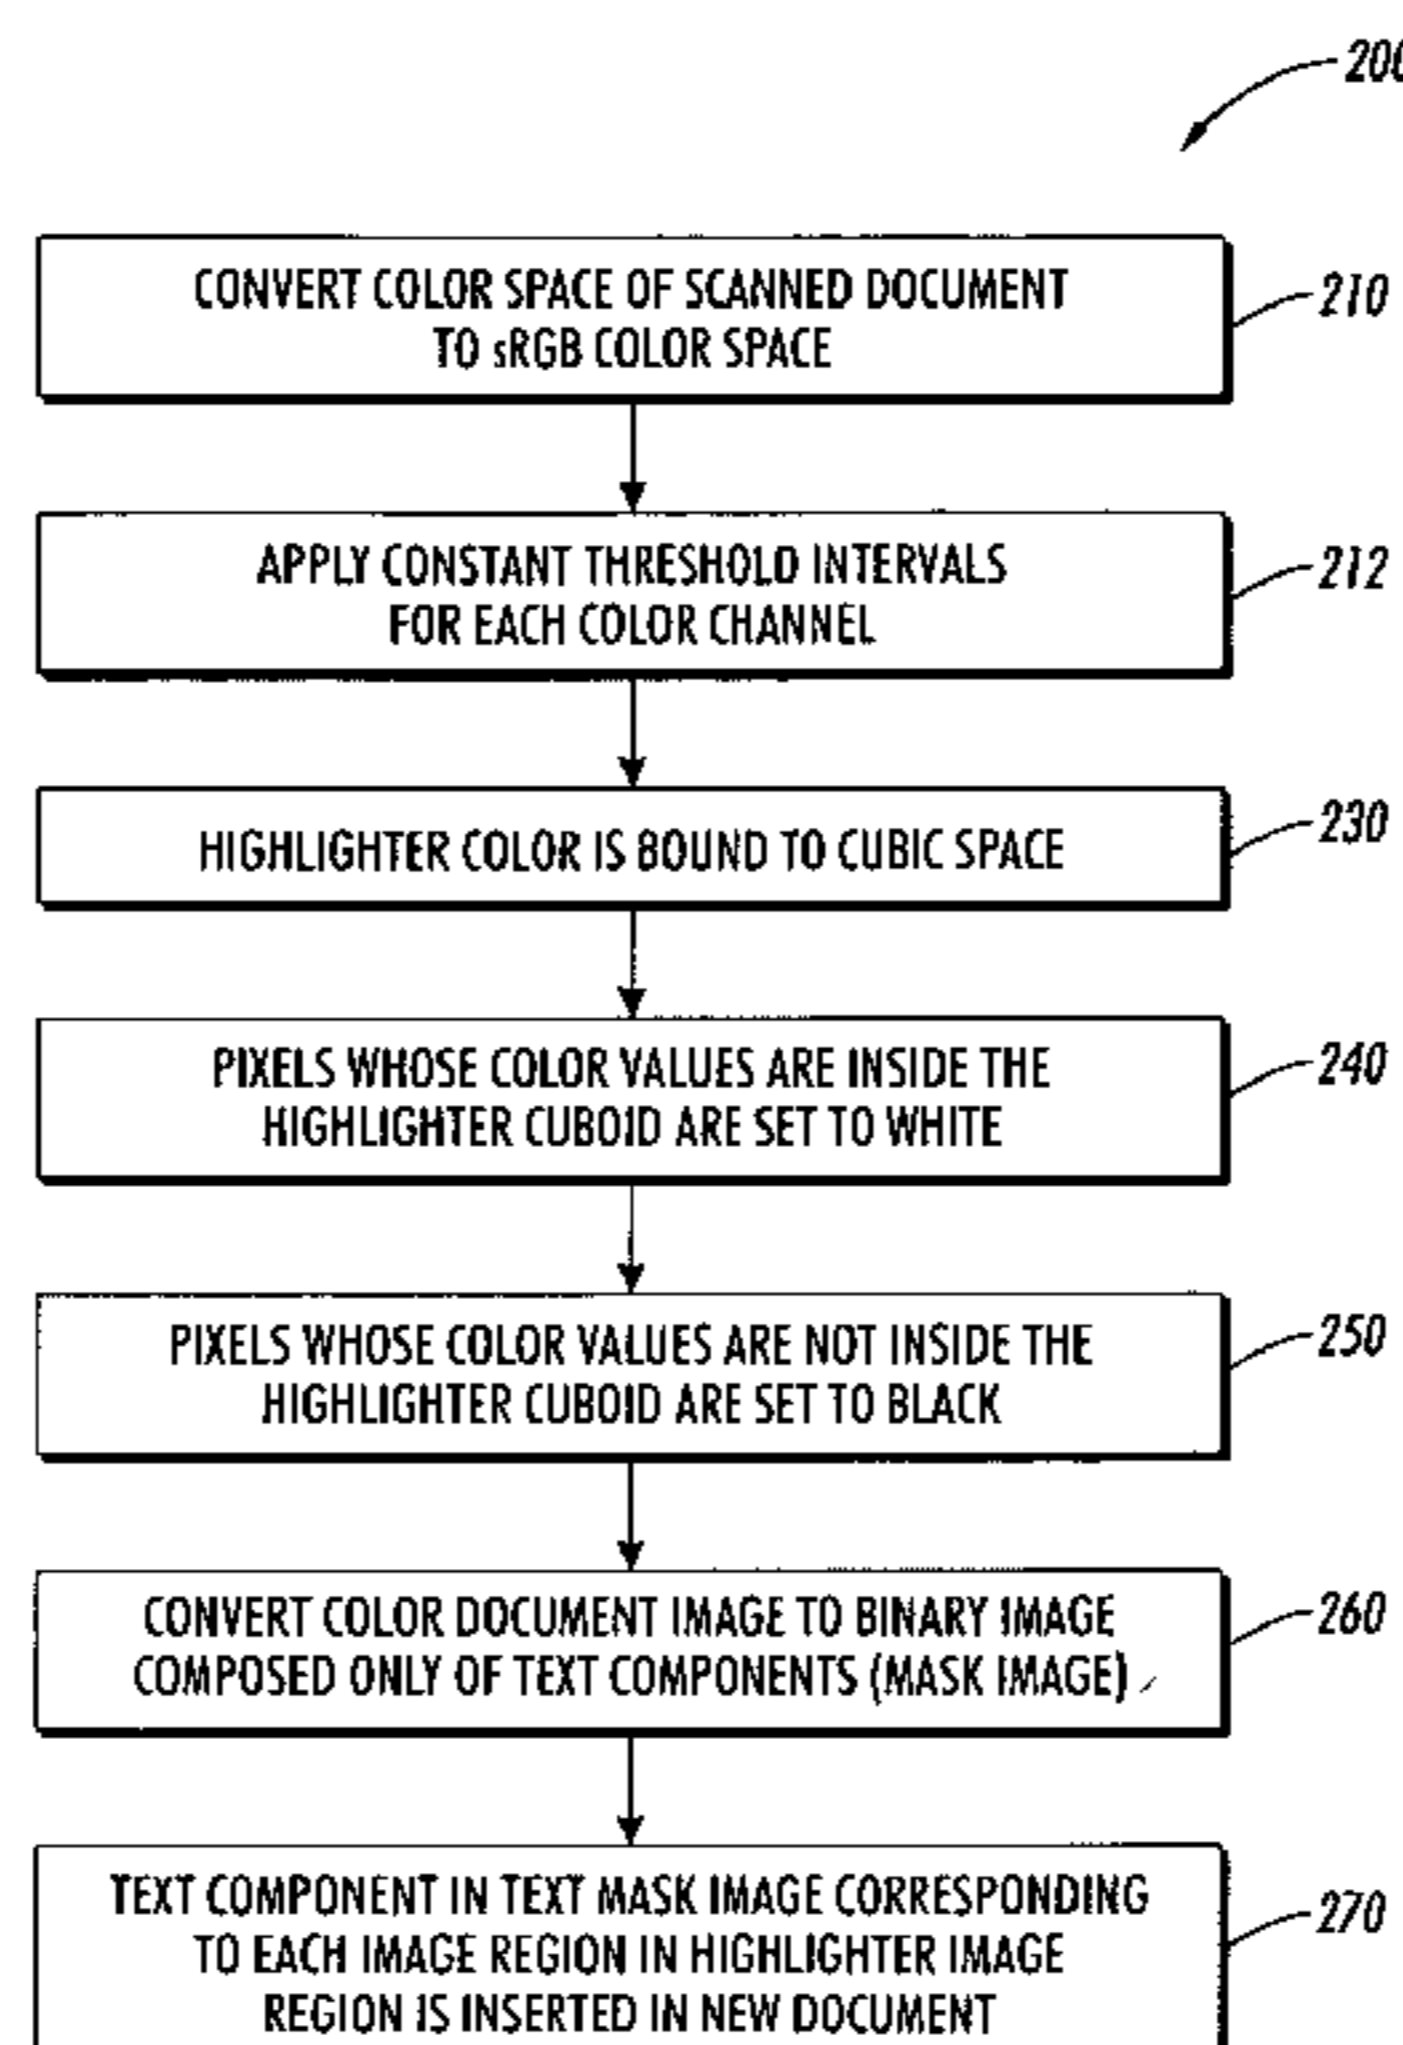 200
CONVERT COLOR SPACE OF SCANNED DOCUMENT
TO sRGB COLOR SPACE
210
APPLY CONSTANT THRESHOLD INTERVALS
FOR EACH COLOR CHANNEL
212
HIGHLIGHTER COLOR IS BOUND TO CUBIC SPACE
230
PIXELS WHOSE COLOR VALUES ARE INSIDE THE
HIGHLIGHTER CUBOID ARE SET TO WHITE
240
PIXELS WHOSE COLOR VALUES ARE NOT INSIDE THE
HIGHLIGHTER CUBOID ARE SET TO BLACK
250
CONVERT COLOR DOCUMENT IMAGE TO BINARY IMAGE
COMPOSED ONLY OF TEXT COMPONENTS (MASK IMAGE)
260
TEXT COMPONENT IN TEXT MASK IMAGE CORRESPONDING
TO EACH IMAGE REGION IN HIGHLIGHTER IMAGE
REGION IS INSERTED IN NEW DOCUMENT
270